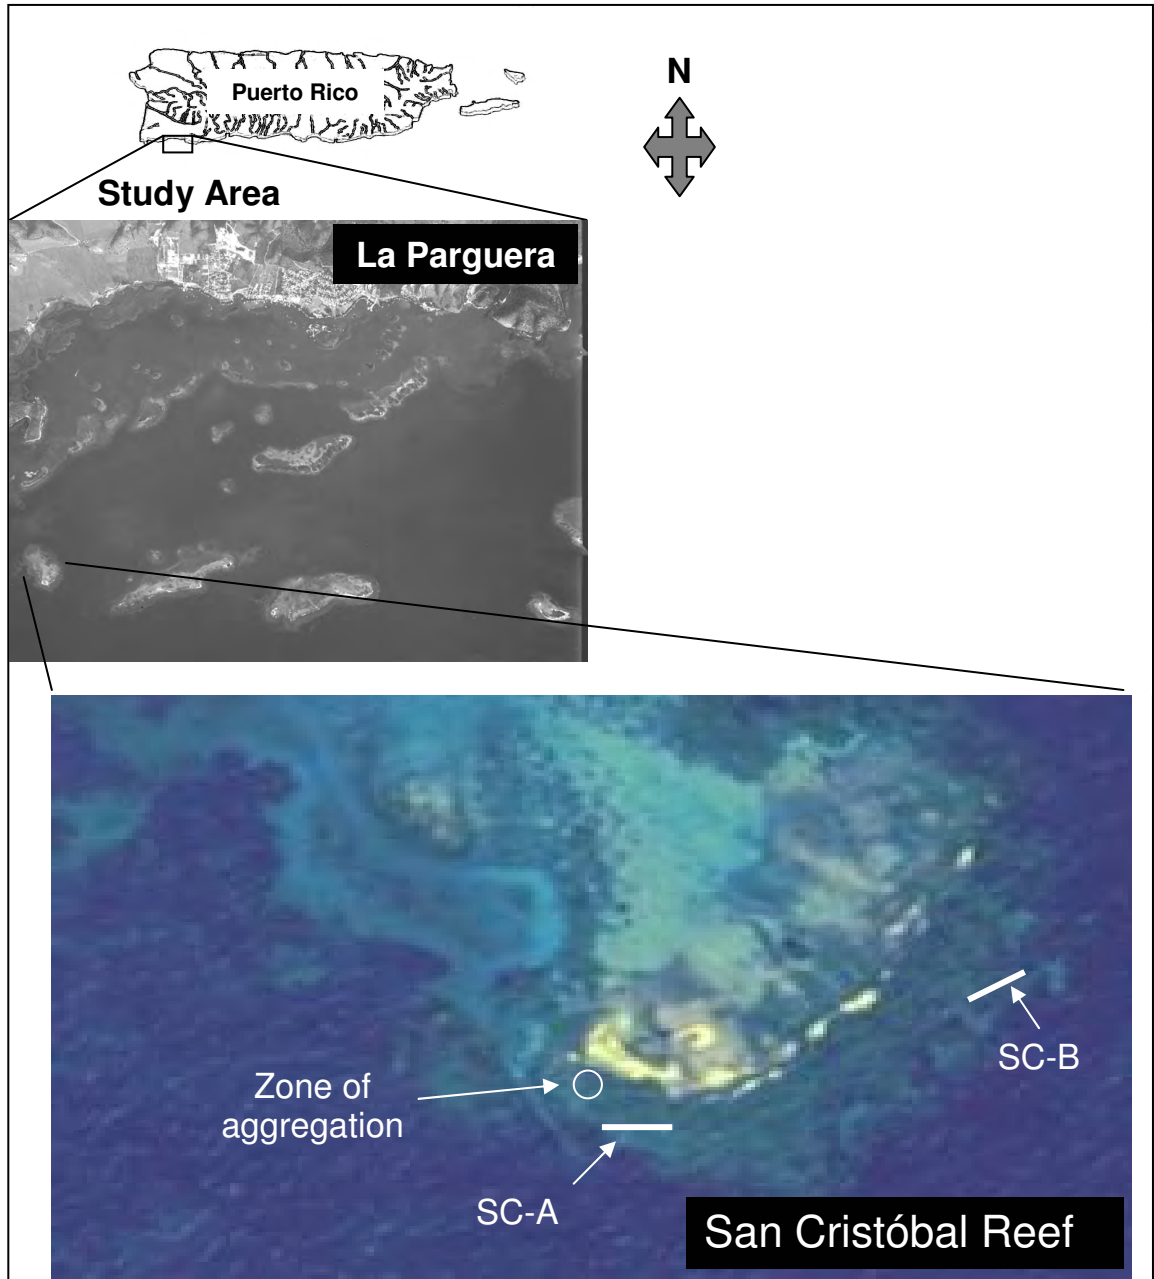 Puerto Rico
N
Study Area
La Parguera
SC-B
Zone of
aggregation
SC-A
San Cristóbal Reef